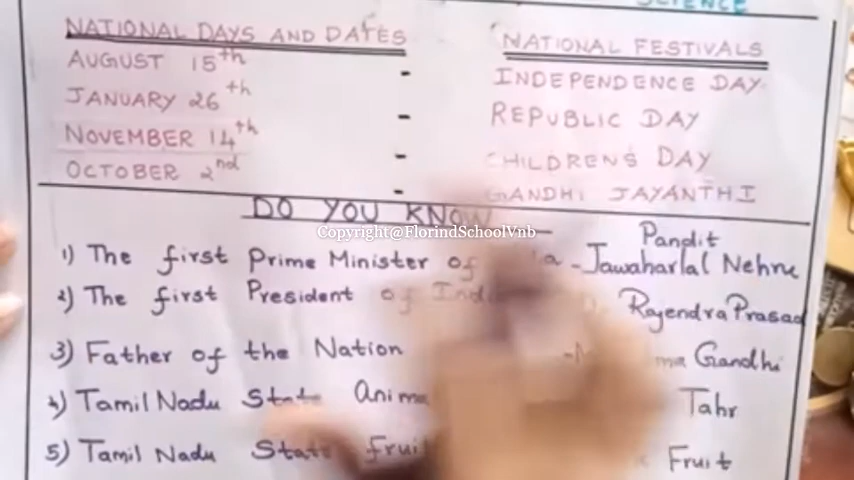 SCIENCE
NATIONAL DAYS AND DATES NATIONAL FESTIVALS
AUGUST 15th - INDEPENDENCE DAY
JANUARY 26th - REPUBLIC DAY
NOVEMBER 14th - CHILDREN'S DAY
OCTOBER 2nd - GANDHI JAYANTHI
DO YOU KNOW
Copyright@FlorindSchoolVnb
1) The first Prime Minister of - Pandit Jawaharlal Nehru
2) The first President of Rajendra Prasad
3) Father of the Nation - Gandhi
4) Tamil Nadu State Tahr
5) Tamil Nadu State fruit Fruit